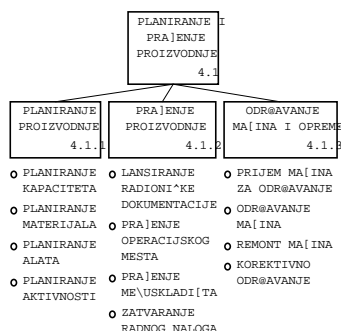 PLANIRANJE I
PRA]ENJE
PROIZVODNJE
4.1
PLANIRANJE
PROIZVODNJE
4.1.1
PRA]ENJE
PROIZVODNJE
4.1.2
ODR@AVANJE
MA[INA I OPREME
4.1.3
PLANIRANJE
KAPACITETA
PLANIRANJE
MATERIJALA
PLANIRANJE
ALATA
PLANIRANJE
AKTIVNOSTI
LANSIRANJE
RADIONI^KE
DOKUMENTACIJE
PRA]ENJE
OPERACIJSKOG
MESTA
PRA]ENJE
ME\USKLADI[TA
ZATVARANJE
RADNOG NALOGA
PRIJEM MA[INA
ZA ODR@AVANJE
ODR@AVANJE
MA[INA
REMONT MA[INA
KOREKTIVNO
ODR@AVANJE